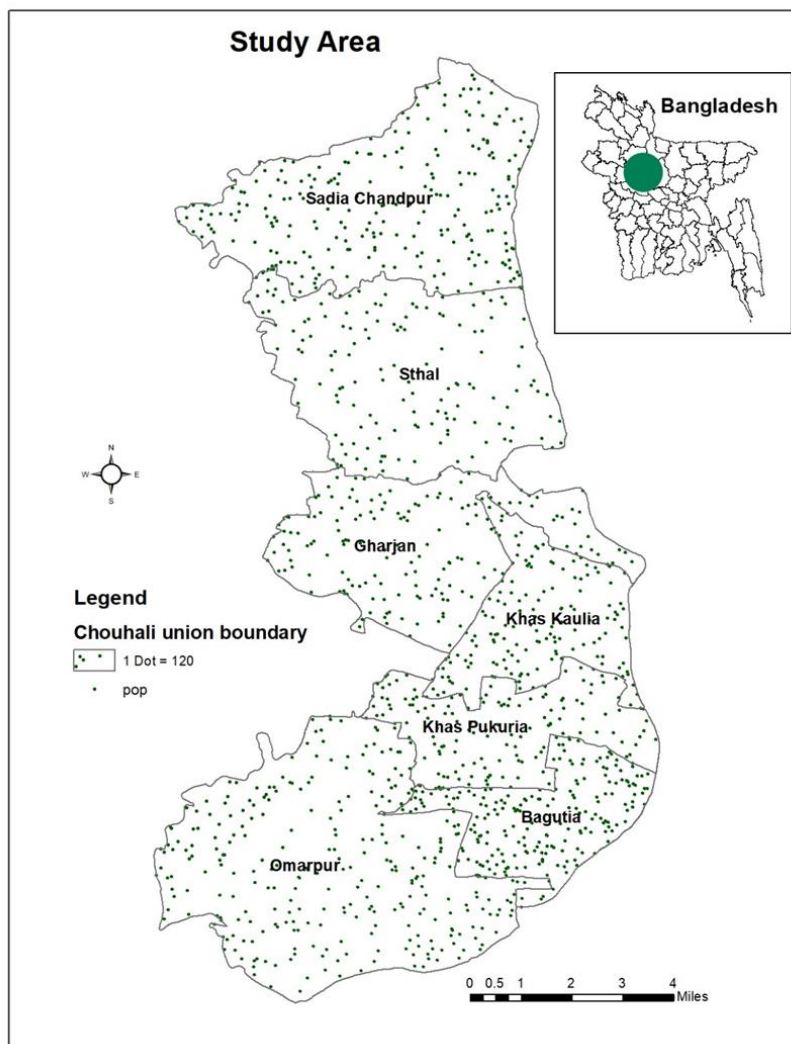 Study Area
Bangladesh
Sadia Chandpur
Sthal
N
W E
S
Gharjan
Legend
Khas Kaulia
Chouhali union boundary
1 Dot = 120
pop
Khas Pukuria
Bagutia
Omarpur
0 0.5 1 2 3 4
Miles